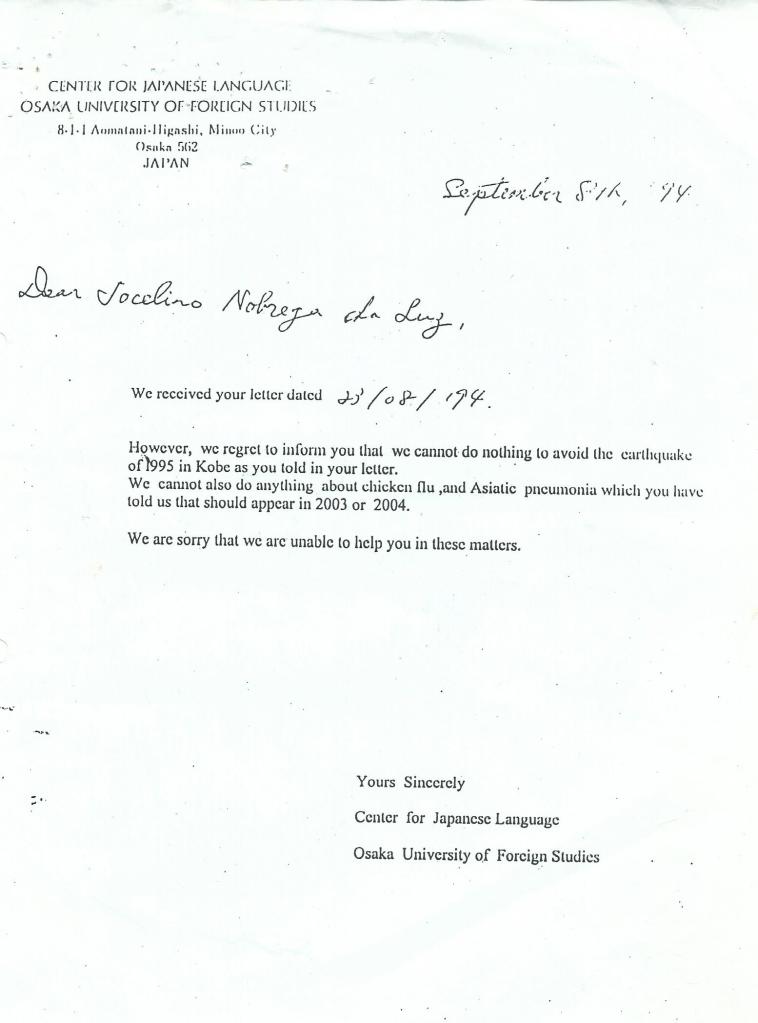 CENTER FOR JAPANESE LANGUAGE
OSAKA UNIVERSITY OF FOREIGN STUDIES
8-1-1 Aomatani-Higashi, Minoo City
Osaka 562
JAPAN
September 8th, '94
Dear Jocelino Nobrega da Luz,
We received your letter dated 23/08/194.
However, we regret to inform you that we cannot do nothing to avoid the earthquake
of 1995 in Kobe as you told in your letter.
We cannot also do anything about chicken flu ,and Asiatic pneumonia which you have
told us that should appear in 2003 or 2004.
We are sorry that we are unable to help you in these matters.
Yours Sincerely
Center for Japanese Language
Osaka University of Foreign Studies